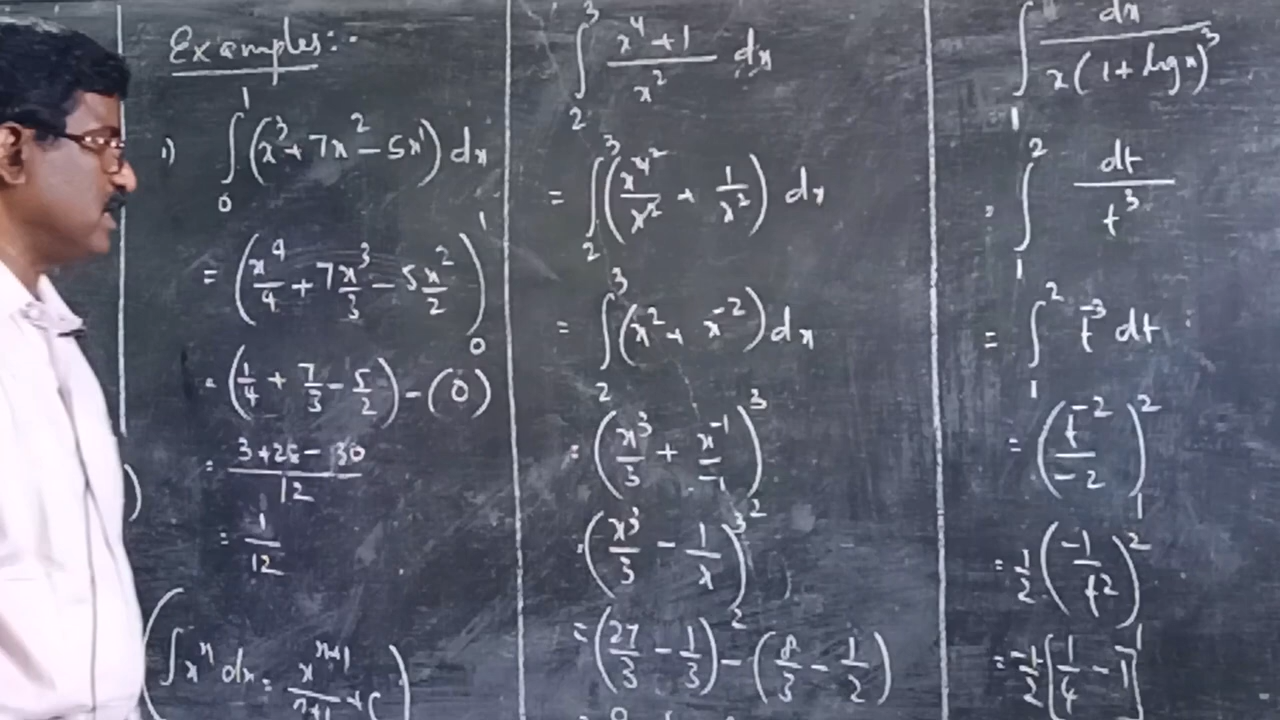 Examples:-
1) ∫₀¹ (x³ + 7x² - 5x¹) dx
= (x⁴/4 + 7x³/3 - 5x²/2)₀¹
= (1/4 + 7/3 - 5/2) - (0)
= (3+28-30)/12
= 1/12
(∫xⁿ dx = xⁿ⁺¹/(n+1) + c)
∫₂³ (x⁴+1)/x² dx
= ∫₂³ (x⁴²/x² + 1/x²) dx
= ∫₂³ (x² + x⁻²) dx
= (x³/3 + x⁻¹/-1)₂³
= (x³/3 - 1/x)₂³
= (27/3 - 1/3) - (8/3 - 1/2)
∫₁ dx/(x(1+logx)³)
= ∫₁² dt/t³
= ∫₁² t⁻³ dt
= (t⁻²/-2)₁²
= 1/2 (-1/t²)₁²
= -1/2 [1/4 - 1]